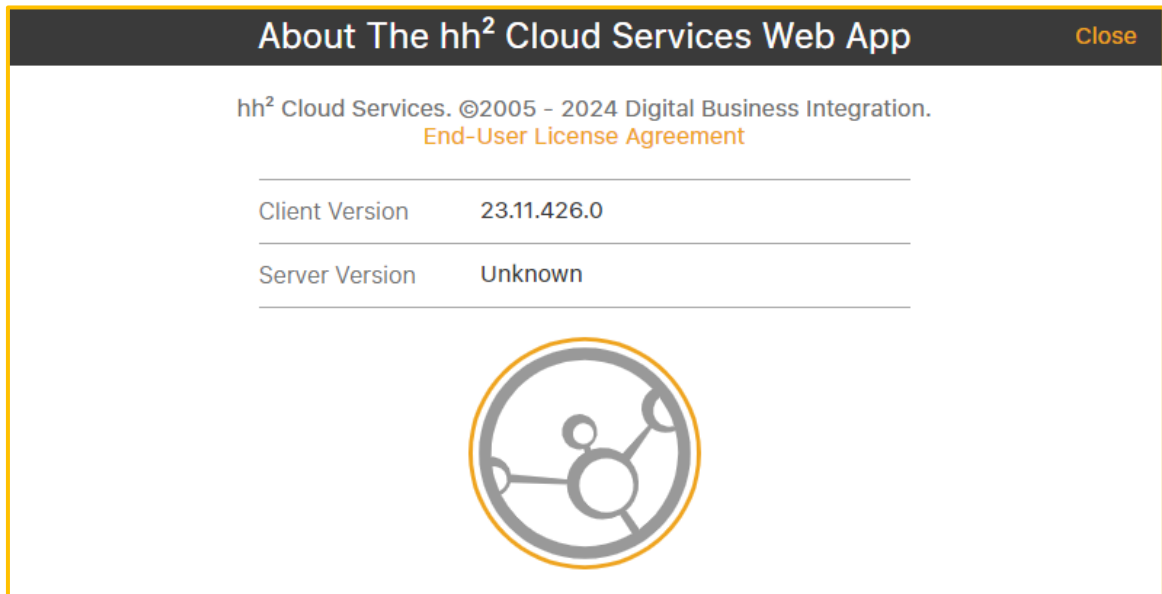 About The hh² Cloud Services Web App
Close
hh² Cloud Services. ©2005 - 2024 Digital Business Integration.
End-User License Agreement
Client Version 23.11.426.0
Server Version Unknown